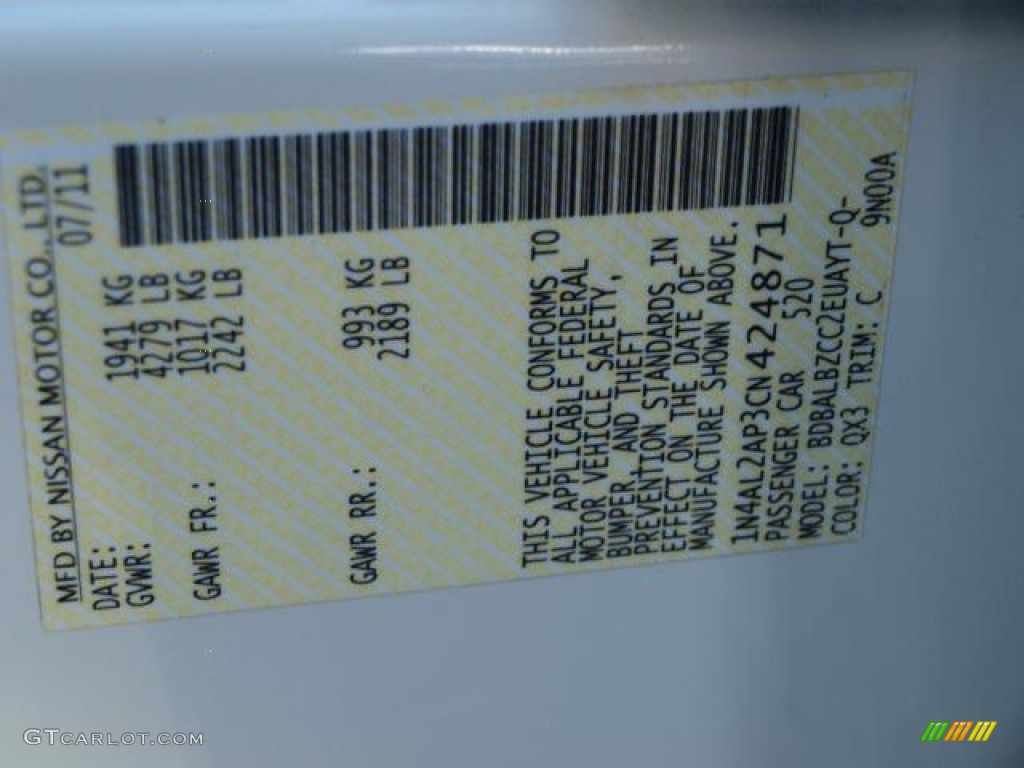 MFD BY NISSAN MOTOR CO., LTD.
DATE: 07/11
GVWR: 1941 KG
4279 LB
GAWR FR.: 1017 KG
2242 LB
GAWR RR.: 993 KG
2189 LB
THIS VEHICLE CONFORMS TO
ALL APPLICABLE FEDERAL
MOTOR VEHICLE SAFETY,
BUMPER, AND THEFT
PREVENTION STANDARDS IN
EFFECT ON THE DATE OF
MANUFACTURE SHOWN ABOVE.
1N4AL2AP3CN424871
PASSENGER CAR 520
MODEL: BDBALBZCC2EUAYT-Q-
COLOR: QX3 TRIM: C 9N00A
GTCARLOT.COM